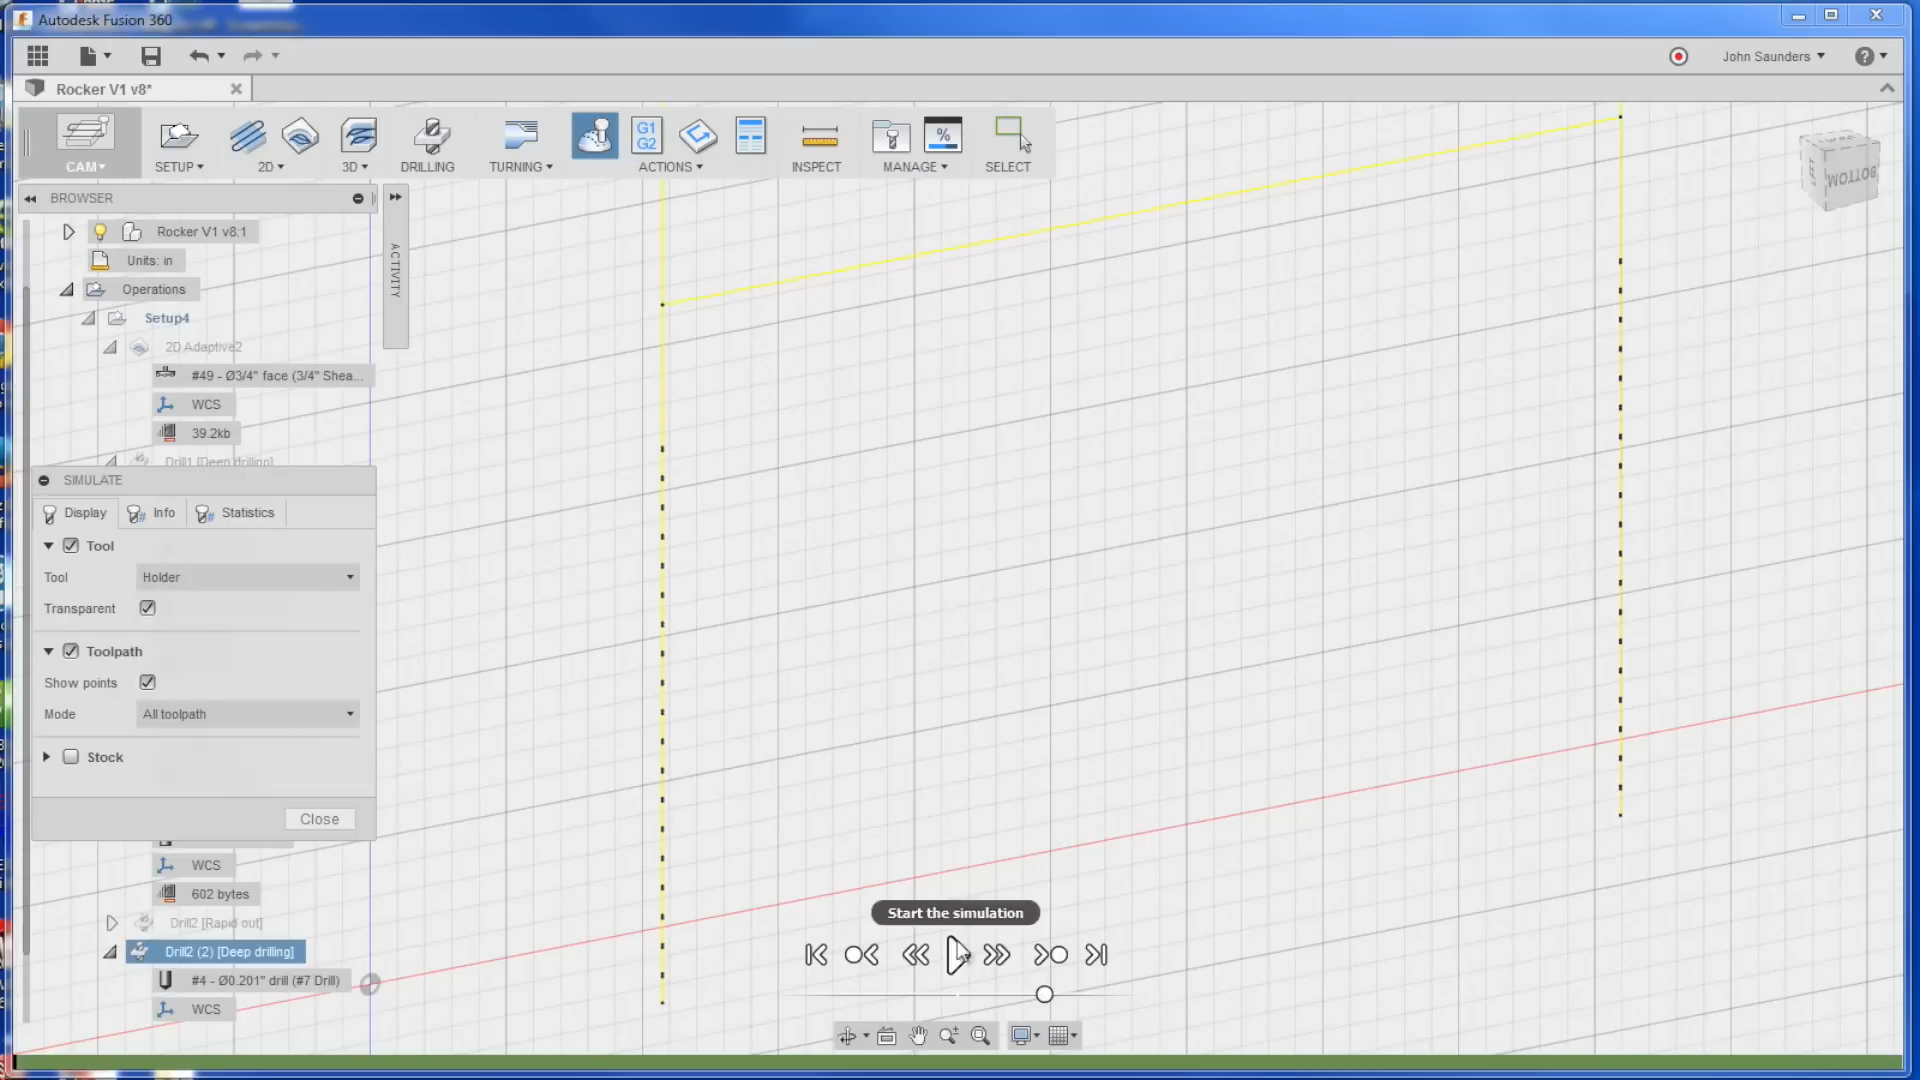 Autodesk Fusion 360
John Saunders
Rocker V1 v8*
CAM
SETUP
2D
3D
DRILLING
TURNING
G1
G2
ACTIONS
%
INSPECT
MANAGE
SELECT
BOTTOM
BROWSER
ACTIVITY
Rocker V1 v8:1
Units: in
Operations
Setup4
2D Adaptive2
#49 - Ø3/4" face (3/4" Shea...
WCS
39.2kb
Drill1 [Deep drilling]
SIMULATE
Display
Info
Statistics
Tool
Tool
Holder
Transparent
Toolpath
Show points
Mode
All toolpath
Stock
Close
WCS
602 bytes
Drill2 [Rapid out]
Drill2 (2) [Deep drilling]
#4 - Ø0.201" drill (#7 Drill)
WCS
Start the simulation